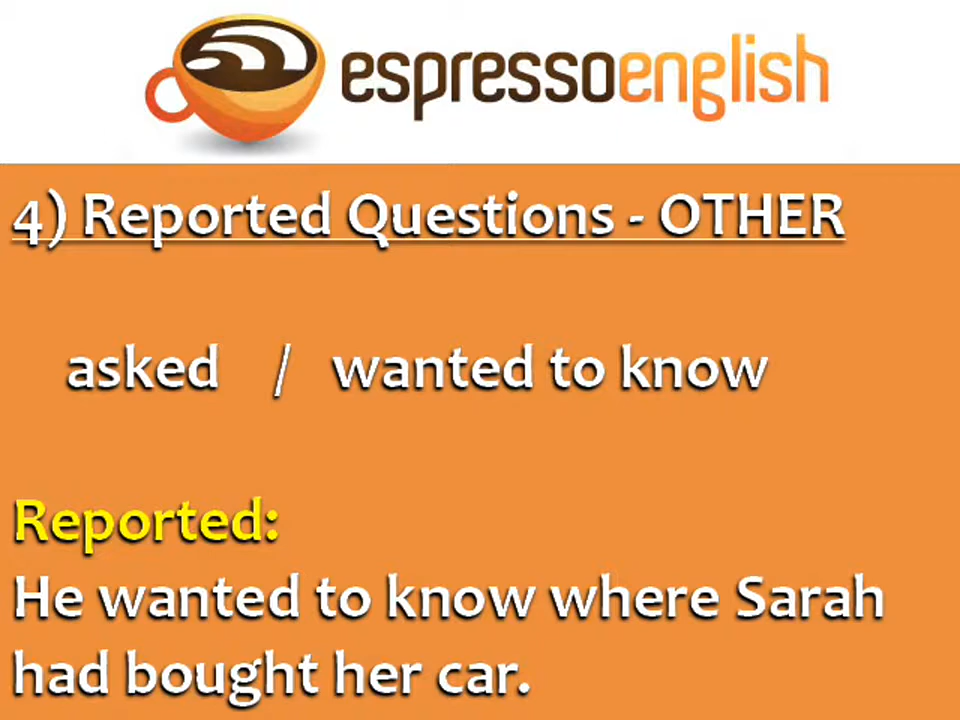 espressoenglish
4) Reported Questions - OTHER
asked / wanted to know
Reported:
He wanted to know where Sarah
had bought her car.